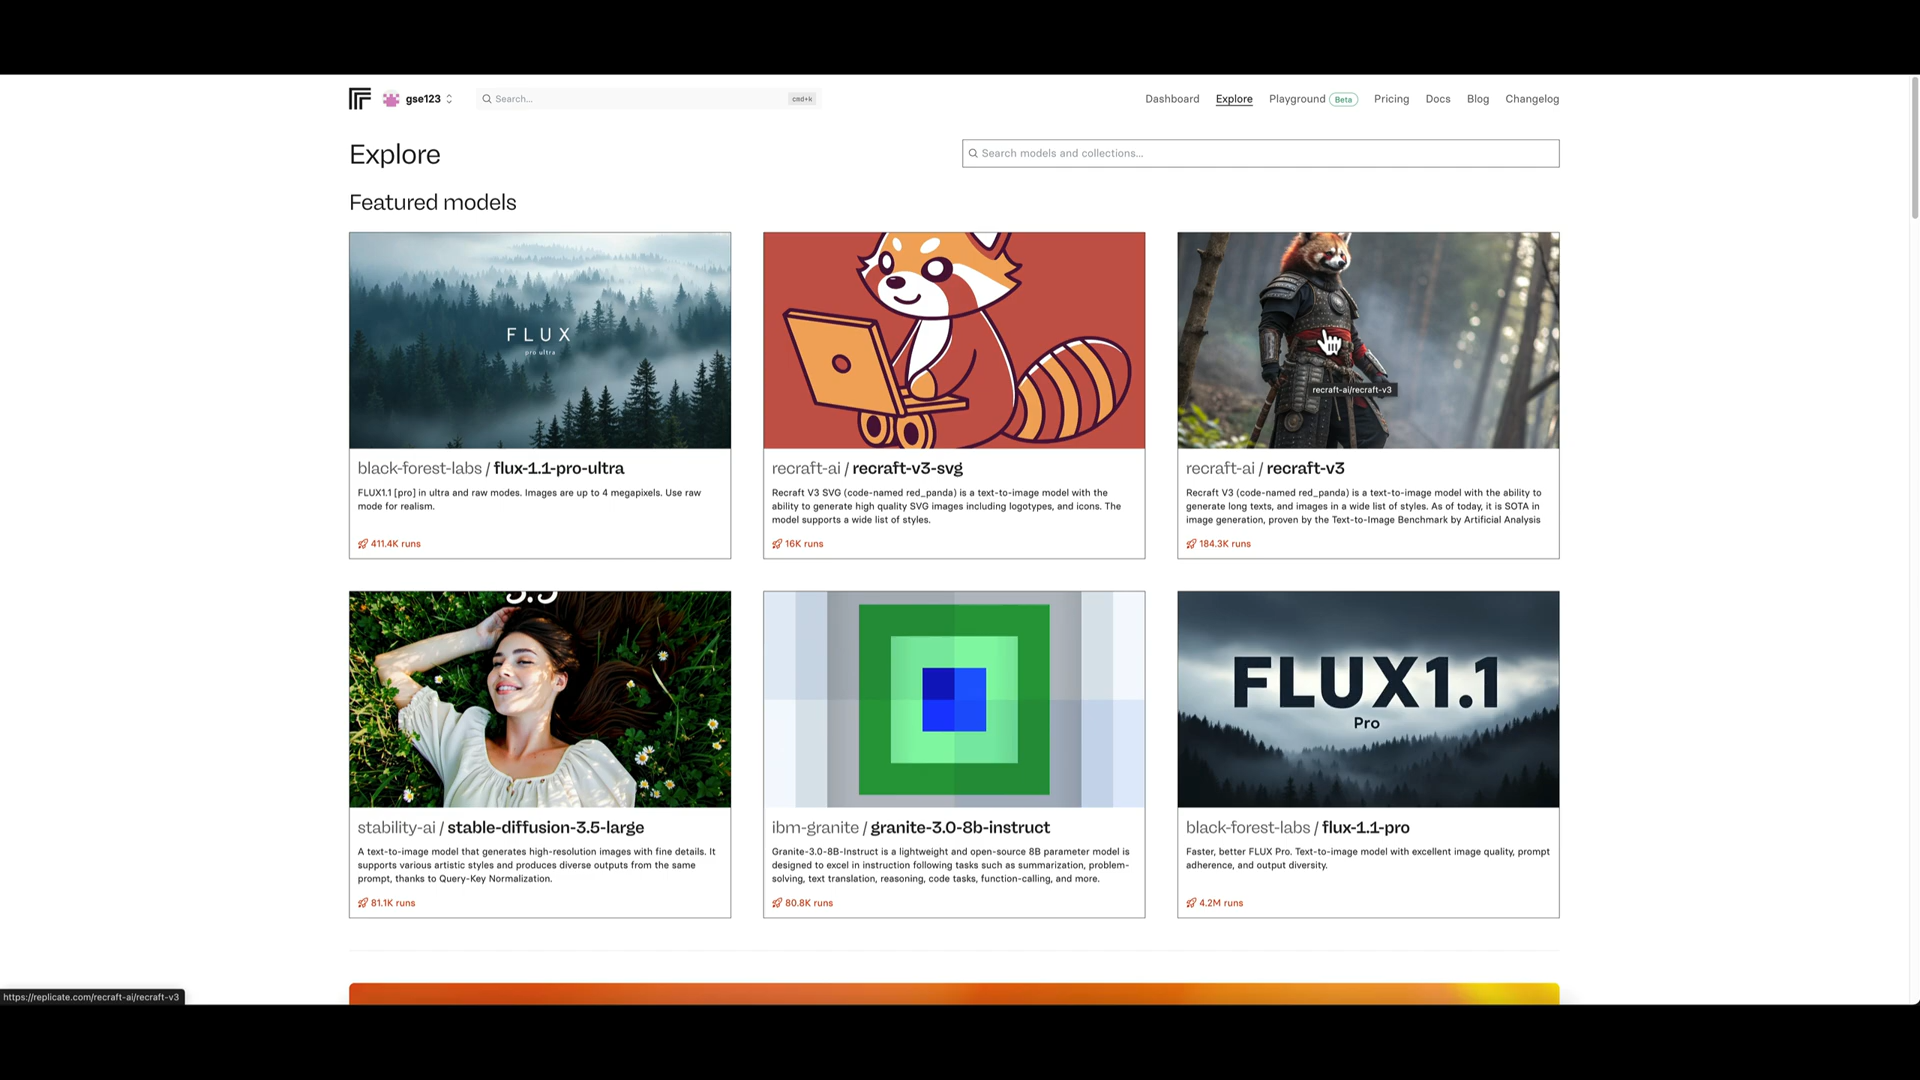 gse123
Search...
cmd+k
Dashboard
Explore
Playground
Beta
Pricing
Docs
Blog
Changelog
Explore
Search models and collections...
Featured models
FLUX
pro ultra
black-forest-labs / flux-1.1-pro-ultra
FLUX1.1 [pro] in ultra and raw modes. Images are up to 4 megapixels. Use raw
mode for realism.
411.4K runs
recraft-ai / recraft-v3-svg
Recraft V3 SVG (code-named red_panda) is a text-to-image model with the
ability to generate high quality SVG images including logotypes, and icons. The
model supports a wide list of styles.
16K runs
recraft-ai/recraft-v3
recraft-ai / recraft-v3
Recraft V3 (code-named red_panda) is a text-to-image model with the ability to
generate long texts, and images in a wide list of styles. As of today, it is SOTA in
image generation, proven by the Text-to-Image Benchmark by Artificial Analysis
184.3K runs
3.5
stability-ai / stable-diffusion-3.5-large
A text-to-image model that generates high-resolution images with fine details. It
supports various artistic styles and produces diverse outputs from the same
prompt, thanks to Query-Key Normalization.
81.1K runs
ibm-granite / granite-3.0-8b-instruct
Granite-3.0-8B-Instruct is a lightweight and open-source 8B parameter model is
designed to excel in instruction following tasks such as summarization, problem-
solving, text translation, reasoning, code tasks, function-calling, and more.
80.8K runs
FLUX1.1
Pro
black-forest-labs / flux-1.1-pro
Faster, better FLUX Pro. Text-to-image model with excellent image quality, prompt
adherence, and output diversity.
4.2M runs
https://replicate.com/recraft-ai/recraft-v3